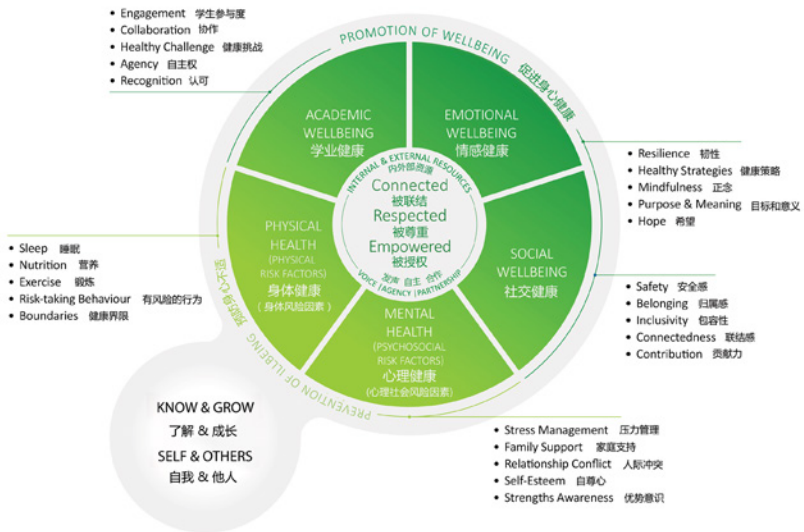 • Engagement 学生参与度
• Collaboration 协作
• Healthy Challenge 健康挑战
• Agency 自主权
• Recognition 认可
PROMOTION OF WELLBEING 促进身心健康
ACADEMIC
WELLBEING
学业健康
EMOTIONAL
WELLBEING
情感健康
• Resilience 韧性
• Healthy Strategies 健康策略
• Mindfulness 正念
• Purpose & Meaning 目标和意义
• Hope 希望
INTERNAL & EXTERNAL RESOURCES
内外部资源
Connected
被联结
Respected
被尊重
Empowered
被授权
发声 自主 合作
VOICE | AGENCY | PARTNERSHIP
PHYSICAL
HEALTH
(PHYSICAL
RISK FACTORS)
身体健康
(身体风险因素)
SOCIAL
WELLBEING
社交健康
• Sleep 睡眠
• Nutrition 营养
• Exercise 锻炼
• Risk-taking Behaviour 有风险的行为
• Boundaries 健康界限
• Safety 安全感
• Belonging 归属感
• Inclusivity 包容性
• Connectedness 联结感
• Contribution 贡献力
MENTAL
HEALTH
(PSYCHOSOCIAL
RISK FACTORS)
心理健康
(心理社会风险因素)
PREVENTION OF ILLBEING 预防身心不适
KNOW & GROW
了解 & 成长
SELF & OTHERS
自我 & 他人
• Stress Management 压力管理
• Family Support 家庭支持
• Relationship Conflict 人际冲突
• Self-Esteem 自尊心
• Strengths Awareness 优势意识